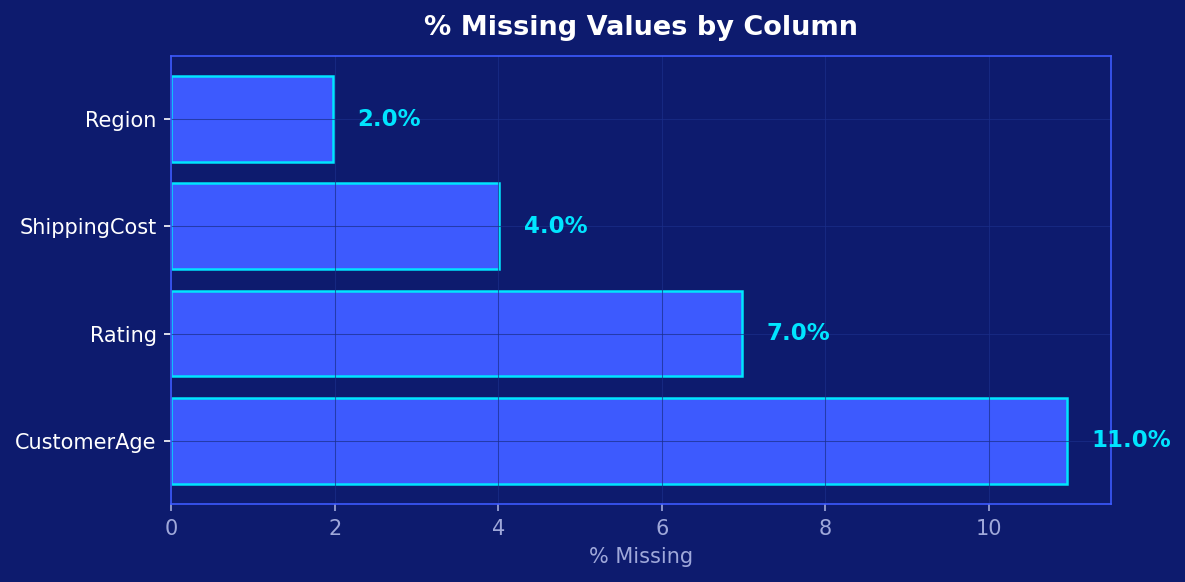 % Missing Values by Column
Region
2.0%
ShippingCost
4.0%
Rating
7.0%
CustomerAge
11.0%
0 2 4 6 8 10
% Missing